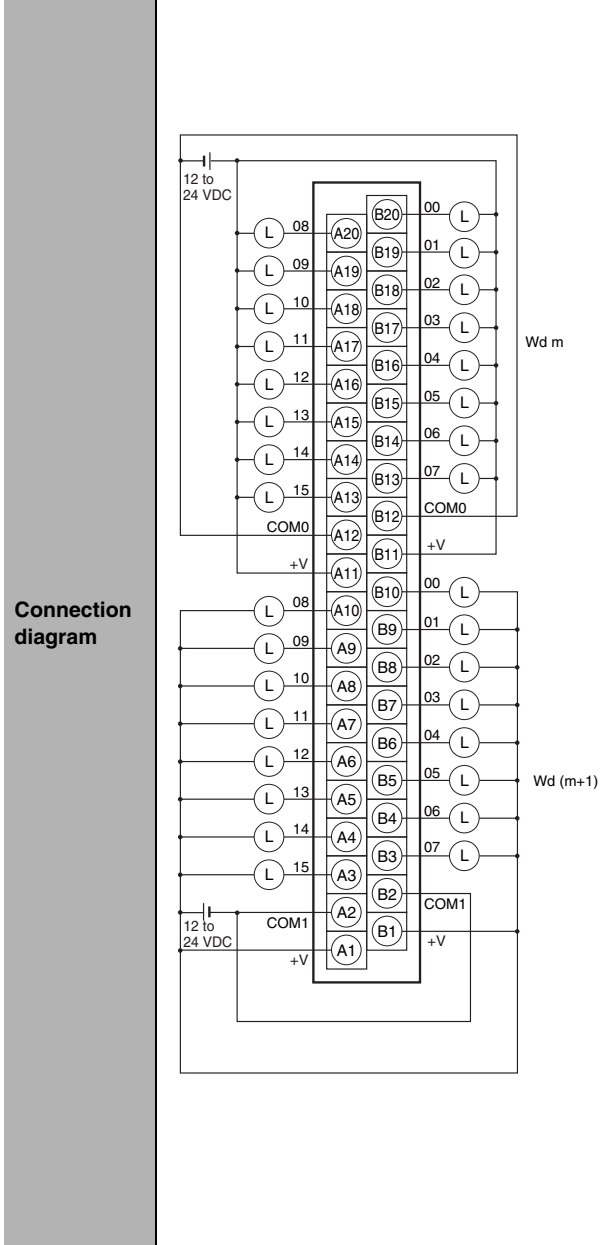 Connection
diagram
12 to
24 VDC
00
L
B20
L
08
A20
01
L
B19
L
09
A19
02
L
B18
L
10
A18
03
L
B17
L
11
A17
Wd m
04
L
B16
L
12
A16
05
L
B15
L
13
A15
06
L
B14
L
14
A14
07
L
B13
L
15
A13
COM0
B12
COM0
A12
+V
B11
+V
A11
00
L
B10
L
08
A10
01
L
B9
L
09
A9
02
L
B8
L
10
A8
03
L
B7
L
11
A7
04
L
B6
L
12
A6
05
L
B5
Wd (m+1)
L
13
A5
06
L
B4
L
14
A4
07
L
B3
L
15
A3
B2
COM1
12 to
24 VDC
COM1
A2
B1
+V
+V
A1